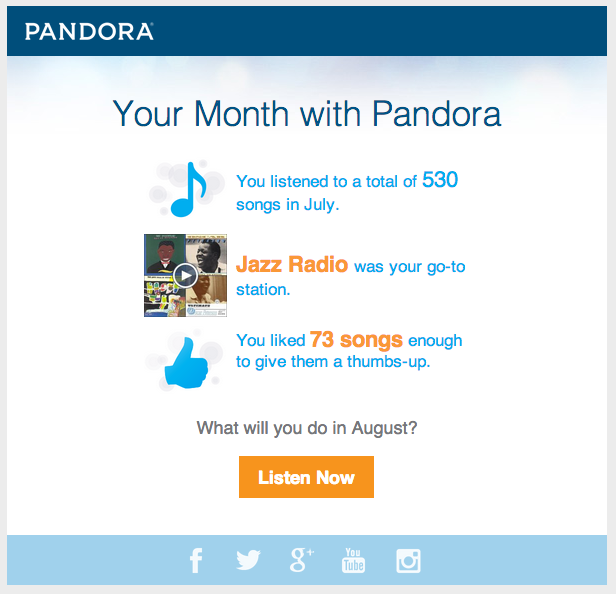 PANDORA
Your Month with Pandora
You listened to a total of 530
songs in July.
Jazz Radio was your go-to
station.
You liked 73 songs enough
to give them a thumbs-up.
What will you do in August?
Listen Now
f
g+
You
Tube